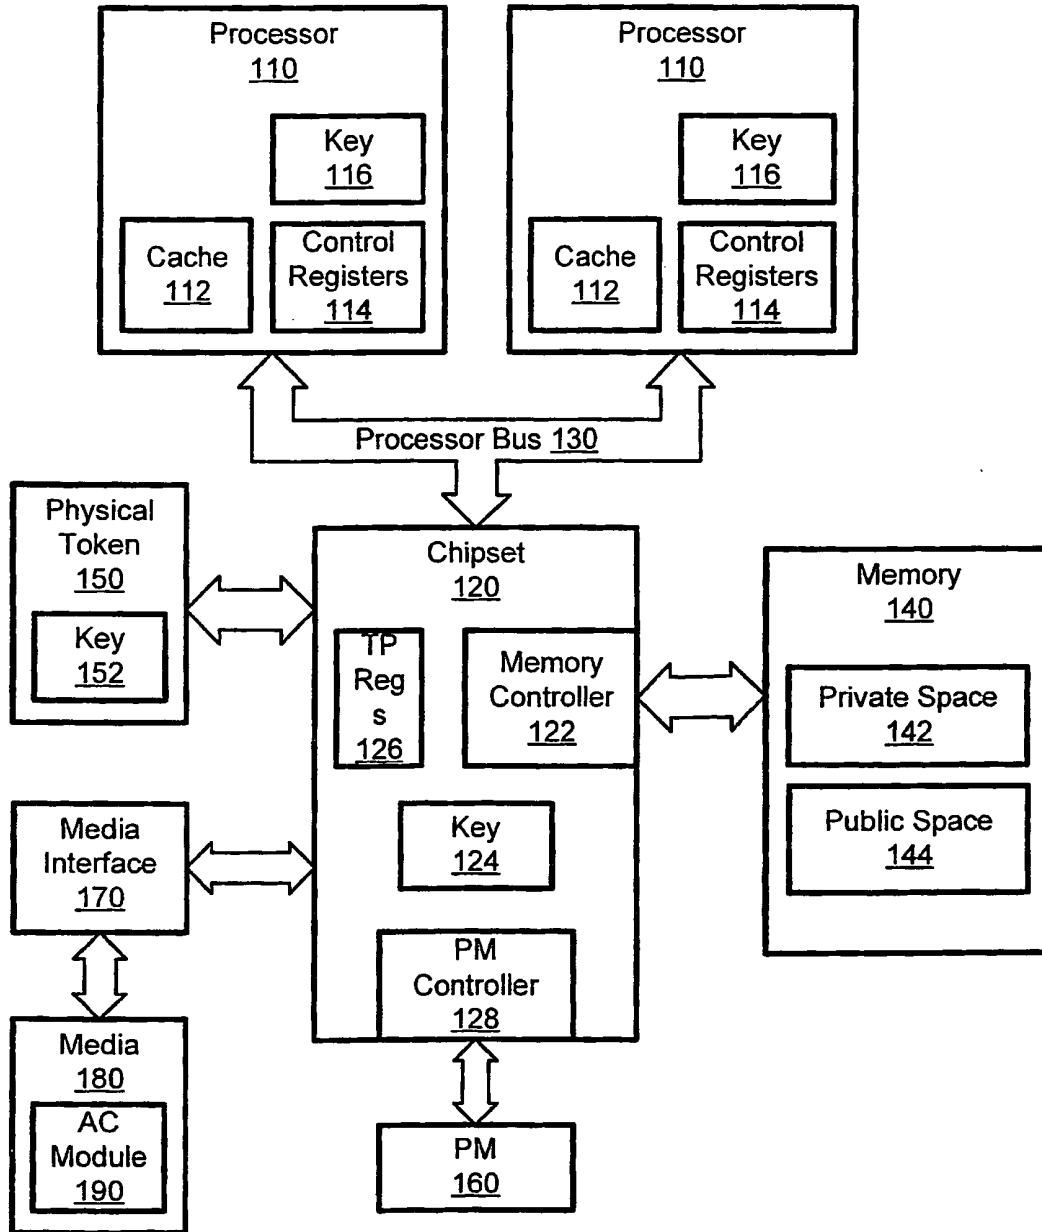 Processor
110
Key
116
Cache
112
Control
Registers
114
Processor
110
Key
116
Cache
112
Control
Registers
114
Processor Bus 130
Physical
Token
150
Key
152
Chipset
120
TP
Reg
s
126
Memory
Controller
122
Key
124
PM
Controller
128
Memory
140
Private Space
142
Public Space
144
Media
Interface
170
Media
180
AC
Module
190
PM
160